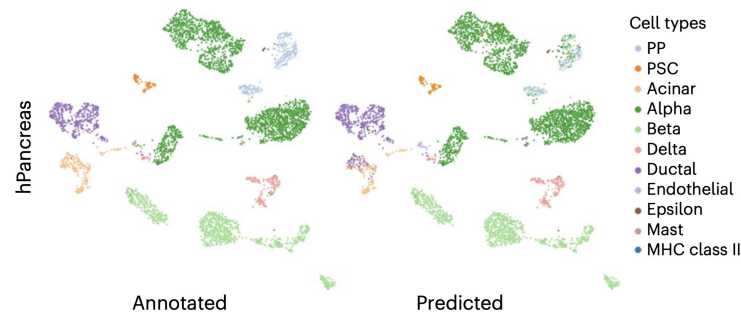 Cell types
PP
PSC
Acinar
Alpha
Beta
Delta
Ductal
Endothelial
Epsilon
Mast
MHC class II
hPancreas
Annotated
Predicted